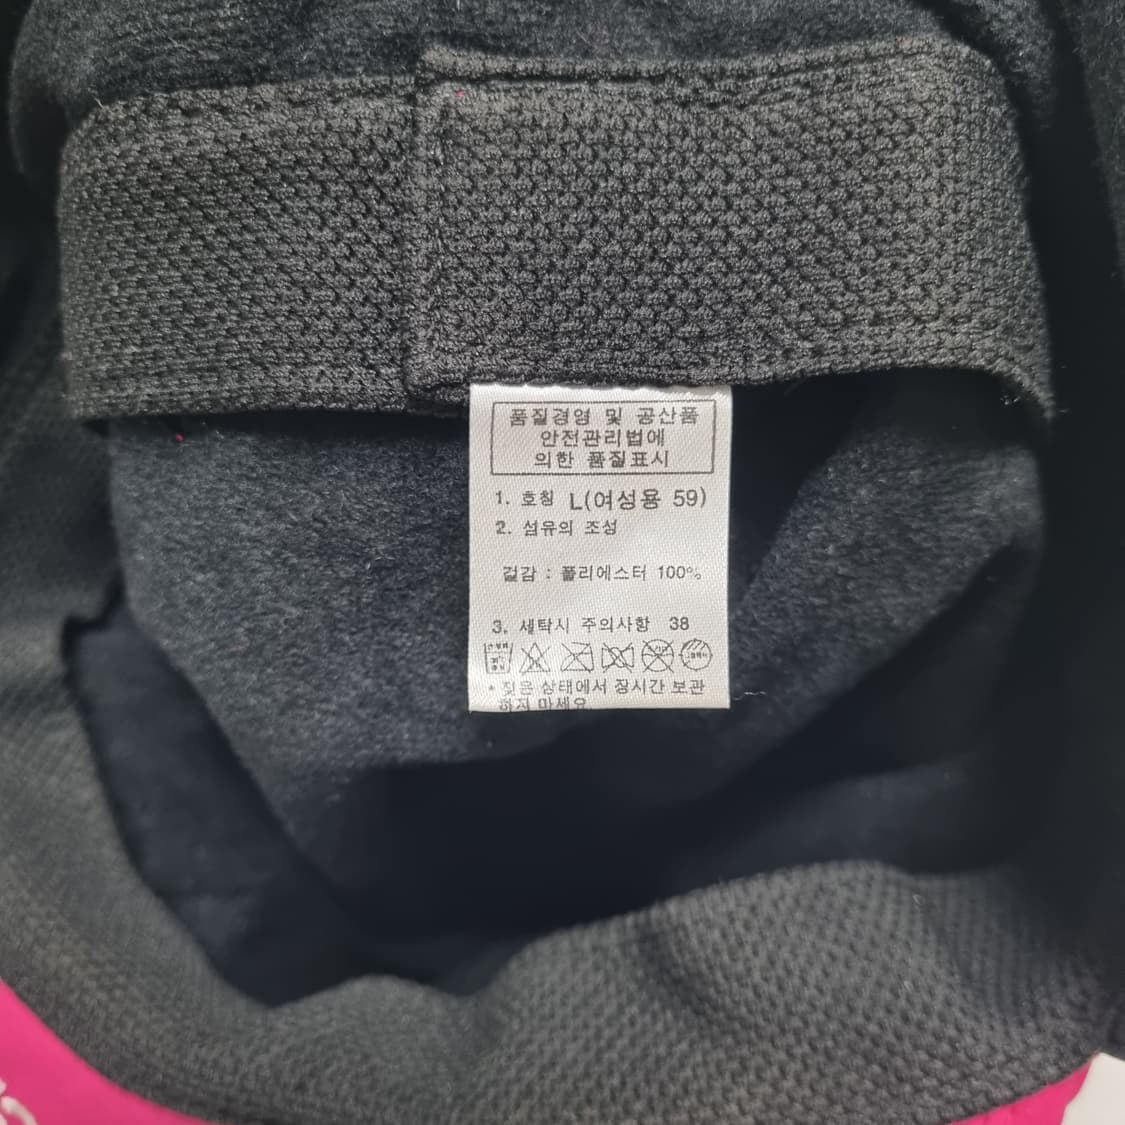 품질경영 및 공산품
안전관리법에
의한 품질표시
1. 호칭 L(여성용 59)
2. 섬유의 조성
겉감 : 폴리에스터 100%
3. 세탁시 주의사항 38
* 젖은 상태에서 장시간 보관
하지 마세요